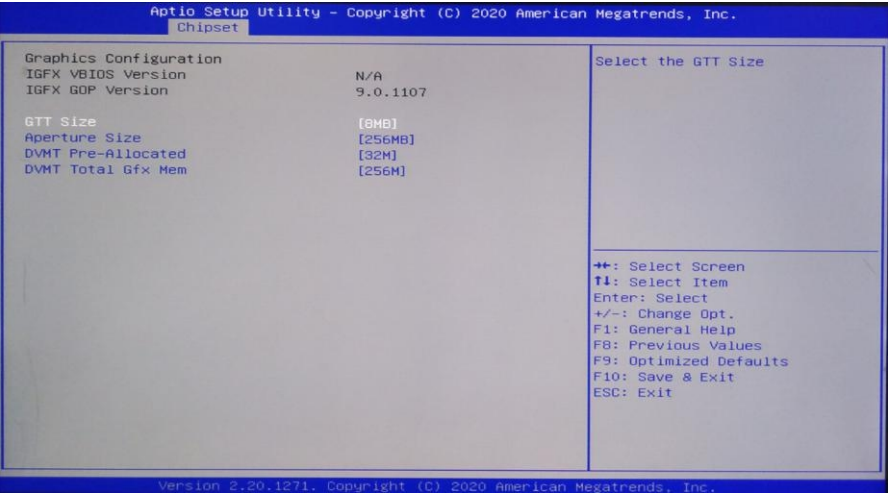 Aptio Setup Utility – Copyright (C) 2020 American Megatrends, Inc.
Chipset
Graphics Configuration
IGFX VBIOS Version N/A
IGFX GOP Version 9.0.1107
GTT Size [8MB]
Aperture Size [256MB]
DVMT Pre-Allocated [32M]
DVMT Total Gfx Mem [256M]
Select the GTT Size
→←: Select Screen
↑↓: Select Item
Enter: Select
+/-: Change Opt.
F1: General Help
F8: Previous Values
F9: Optimized Defaults
F10: Save & Exit
ESC: Exit
Version 2.20.1271. Copyright (C) 2020 American Megatrends, Inc.